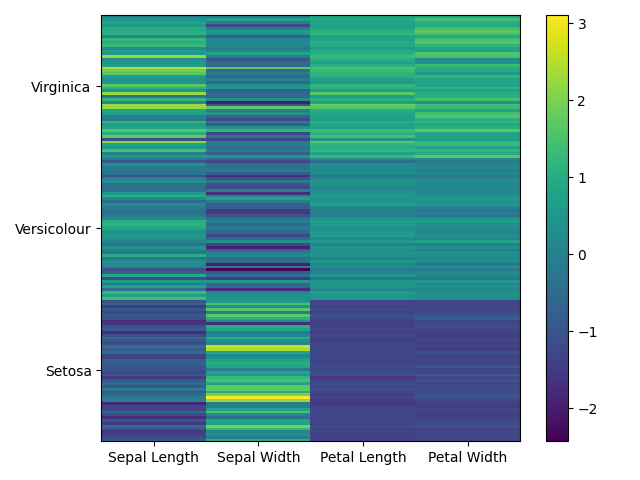 Virginica
Versicolour
Setosa
Sepal Length Sepal Width Petal Length Petal Width
3
2
1
0
−1
−2